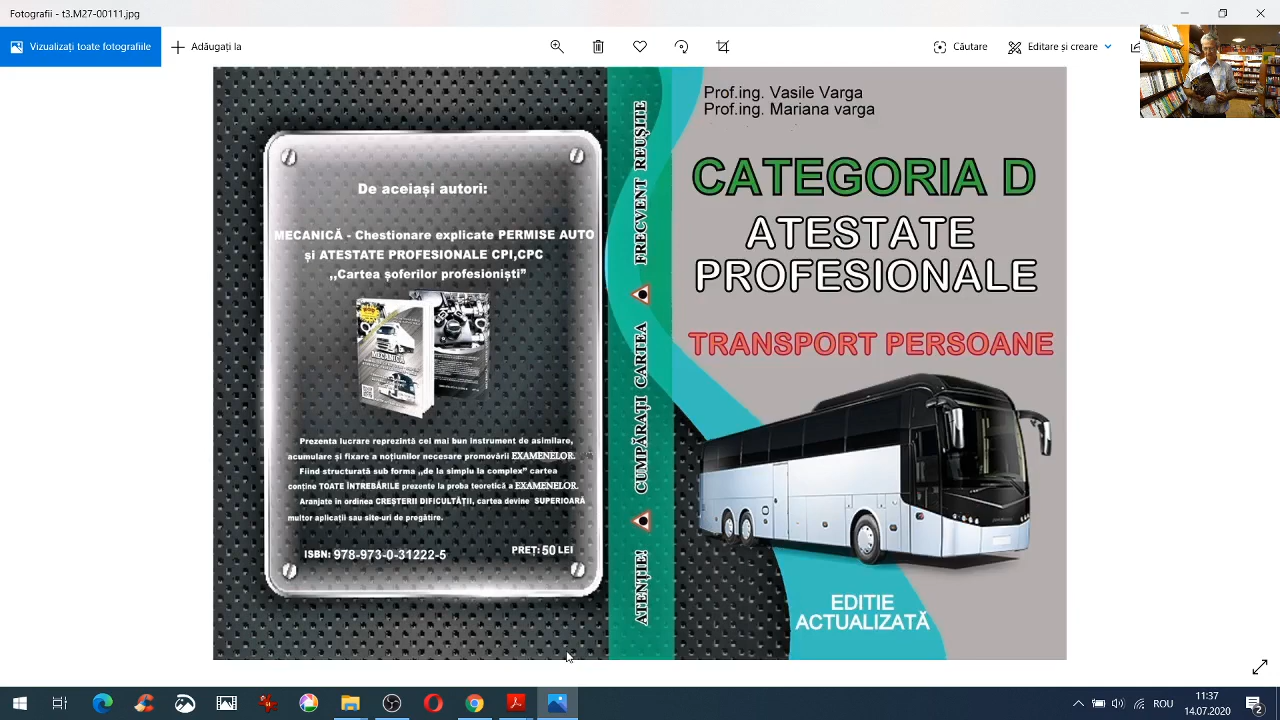 Fotografii - t3.M27-00111.jpg
Vizualizați toate fotografiile
Adăugați la
Căutare
Editare și creare
De aceiași autori:
MECANICĂ - Chestionare explicate PERMISE AUTO
și ATESTATE PROFESIONALE CPI,CPC
,,Cartea șoferilor profesioniști”
MECANICA
Prezenta lucrare reprezintă cel mai bun instrument de asimilare,
acumulare și fixare a noțiunilor necesare promovării EXAMENELOR.
Fiind structurată sub forma ,,de la simplu la complex” cartea
conține TOATE ÎNTREBĂRILE prezente la proba teoretică a EXAMENELOR.
Aranjate în ordinea CREȘTERII DIFICULTĂȚII, cartea devine SUPERIOARĂ
multor aplicații sau site-uri de pregătire.
ISBN: 978-973-0-31222-5
PREȚ: 50 LEI
ATENȚIE! CUMPĂRAȚI CARTEA FRECVENT REUȘITE
Prof.ing. Vasile Varga
Prof.ing. Mariana varga
CATEGORIA D
ATESTATE
PROFESIONALE
TRANSPORT PERSOANE
EDITIE
ACTUALIZATĂ
ROU
11:37
14.07.2020
2